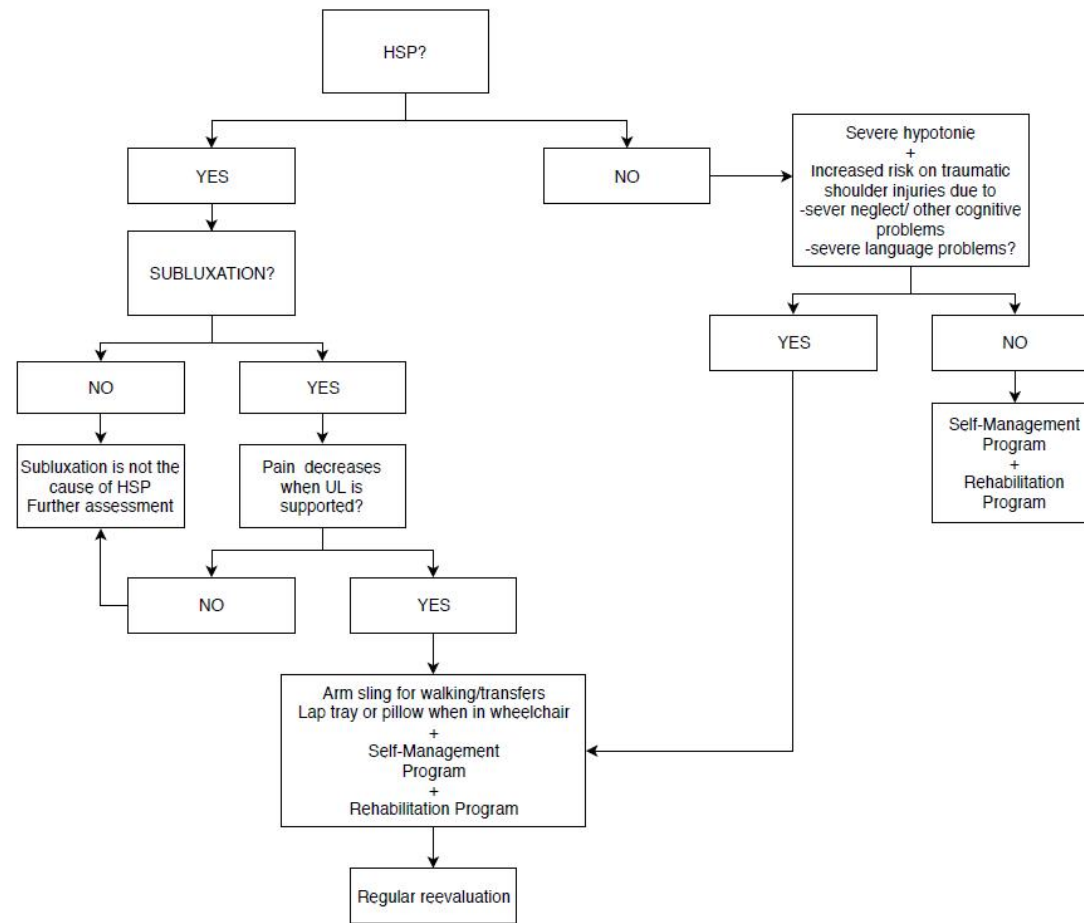 HSP?
YES
NO
Severe hypotonie
+
Increased risk on traumatic
shoulder injuries due to
-sever neglect/ other cognitive
problems
-severe language problems?
SUBLUXATION?
YES
NO
NO
YES
Subluxation is not the
cause of HSP
Further assessment
Pain decreases
when UL is
supported?
Self-Management
Program
+
Rehabilitation
Program
NO
YES
Arm sling for walking/transfers
Lap tray or pillow when in wheelchair
+
Self-Management
Program
+
Rehabilitation Program
Regular reevaluation